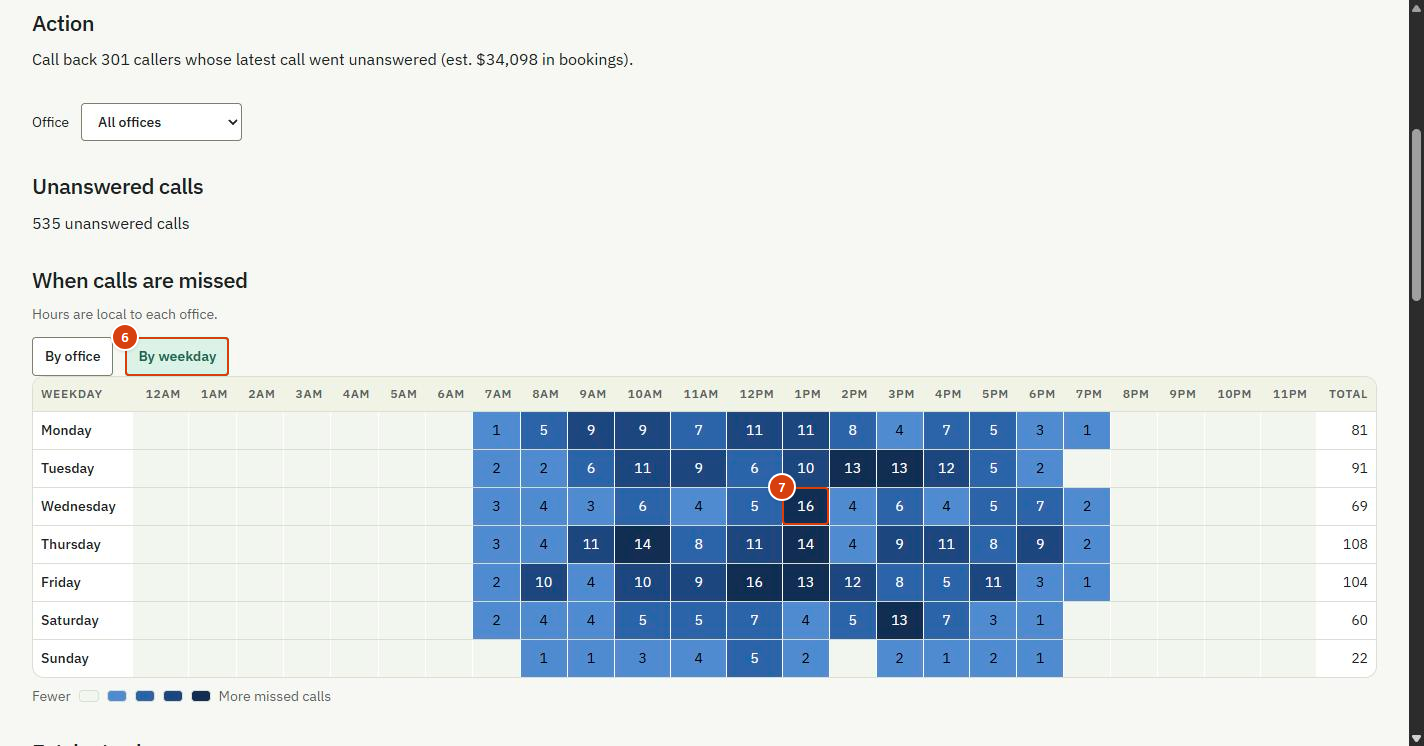 Action
Call back 301 callers whose latest call went unanswered (est. $34,098 in bookings).
Office All offices
Unanswered calls
535 unanswered calls
When calls are missed
Hours are local to each office.
6
By office By weekday
WEEKDAY 12AM 1AM 2AM 3AM 4AM 5AM 6AM 7AM 8AM 9AM 10AM 11AM 12PM 1PM 2PM 3PM 4PM 5PM 6PM 7PM 8PM 9PM 10PM 11PM TOTAL
Monday 1 5 9 9 7 11 11 8 4 7 5 3 1 81
Tuesday 2 2 6 11 9 6 10 13 13 12 5 2 91
7
Wednesday 3 4 3 6 4 5 16 4 6 4 5 7 2 69
Thursday 3 4 11 14 8 11 14 4 9 11 8 9 2 108
Friday 2 10 4 10 9 16 13 12 8 5 11 3 1 104
Saturday 2 4 4 5 5 7 4 5 13 7 3 1 60
Sunday 1 1 3 4 5 2 2 1 2 1 22
Fewer More missed calls